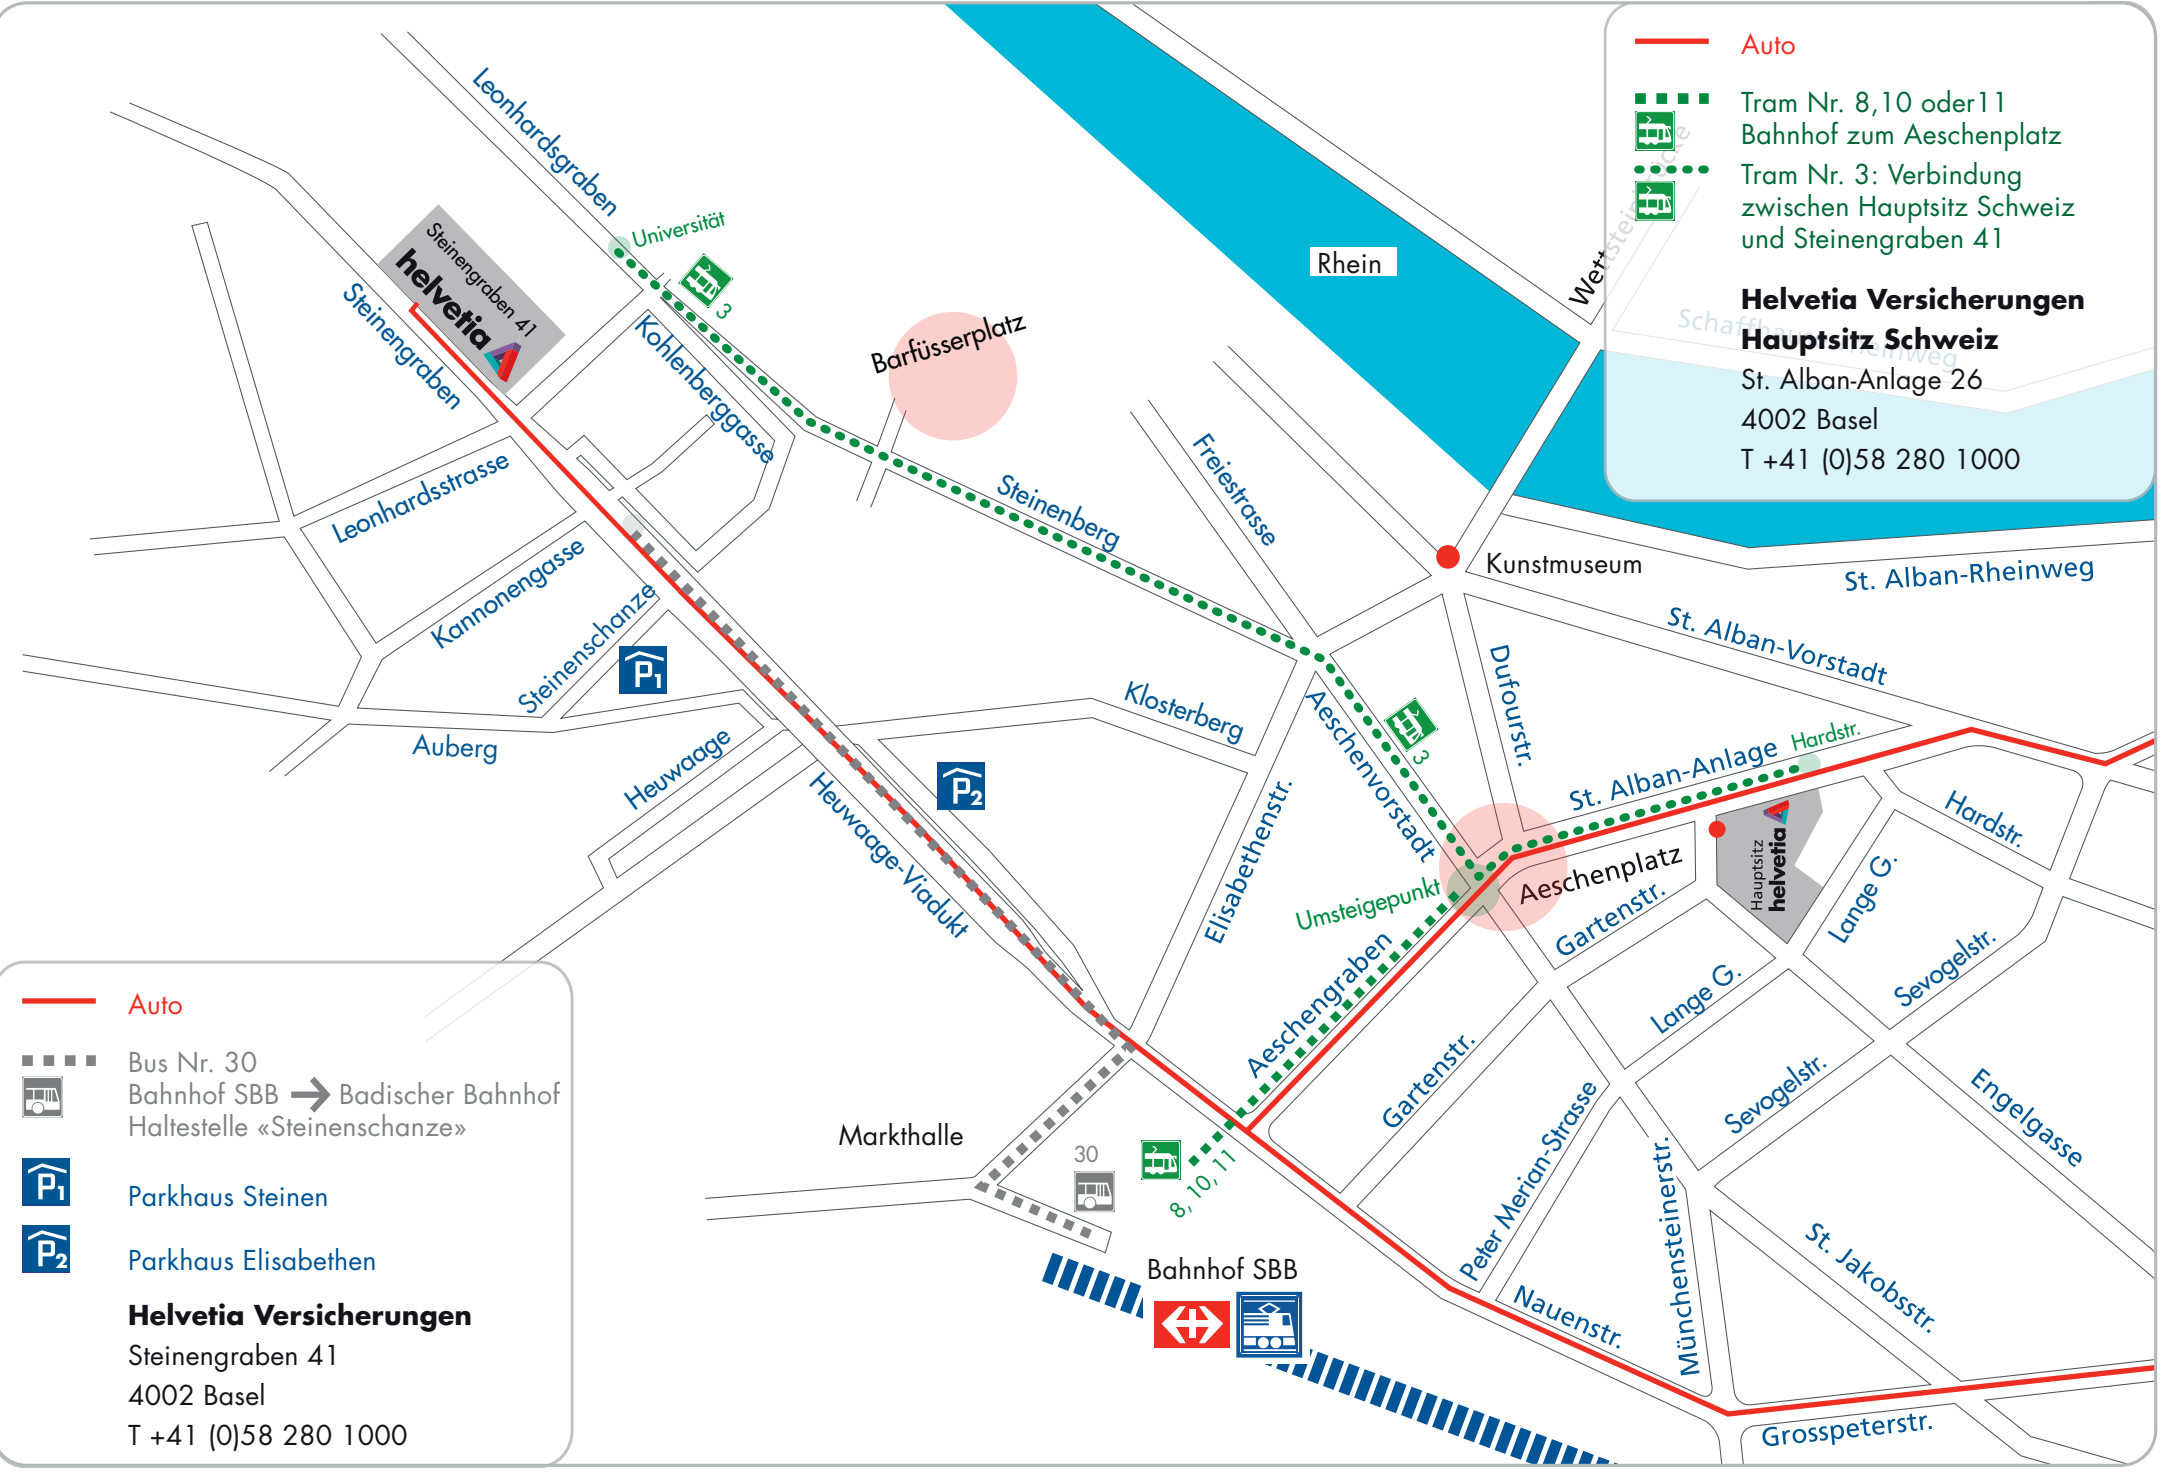 Auto
Tram Nr. 8,10 oder11
Bahnhof zum Aeschenplatz
Tram Nr. 3: Verbindung
zwischen Hauptsitz Schweiz
und Steinengraben 41
Helvetia Versicherungen
Hauptsitz Schweiz
St. Alban-Anlage 26
4002 Basel
T +41 (0)58 280 1000
Leonhardsgraben
Universität
3
Steinengraben 41
helvetia
Steinengraben
Kohlenberggasse
Barfüsserplatz
Rhein
Wettsteinbrücke
Leonhardsstrasse
Kannonengasse
Steinenschanze
P1
Auberg
Heuwaage
Heuwaage-Viadukt
P2
Steinenberg
Freiestrasse
Kunstmuseum
St. Alban-Rheinweg
St. Alban-Vorstadt
Dufourstr.
Klosterberg
Aeschenvorstadt
3
Elisabethenstr.
St. Alban-Anlage
Hardstr.
Hardstr.
Hauptsitz
helvetia
Aeschenplatz
Umsteigepunkt
Gartenstr.
Lange G.
Aeschengraben
Lange G.
Sevogelstr.
Gartenstr.
Sevogelstr.
Engelgasse
Peter Merian-Strasse
Münchensteinerstr.
St. Jakobsstr.
Nauenstr.
Grosspeterstr.
Markthalle
30
8, 10, 11
Bahnhof SBB
Auto
Bus Nr. 30
Bahnhof SBB → Badischer Bahnhof
Haltestelle «Steinenschanze»
P1
Parkhaus Steinen
P2
Parkhaus Elisabethen
Helvetia Versicherungen
Steinengraben 41
4002 Basel
T +41 (0)58 280 1000